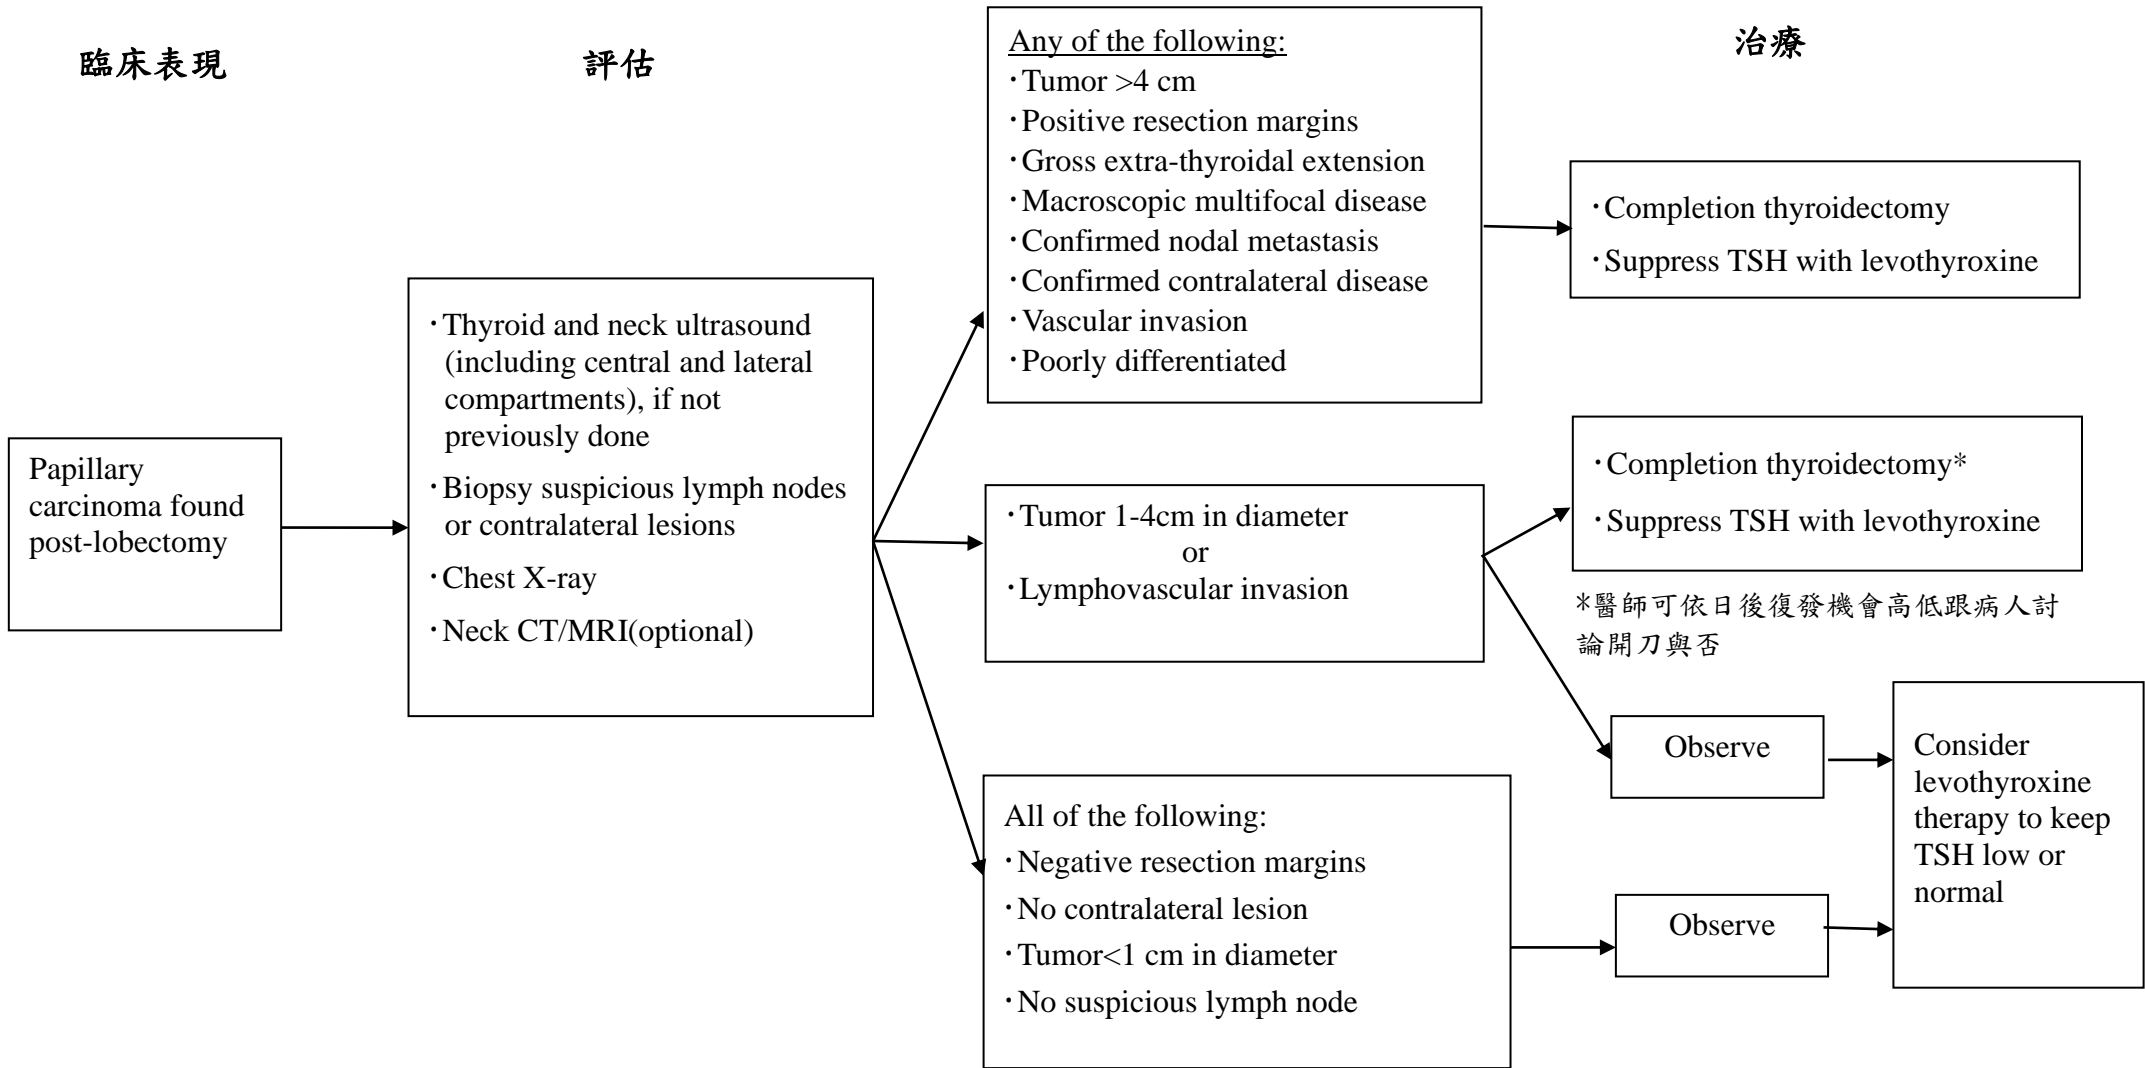 臨床表現
評估
治療
Papillary
carcinoma found
post-lobectomy
·Thyroid and neck ultrasound
(including central and lateral
compartments), if not
previously done
·Biopsy suspicious lymph nodes
or contralateral lesions
·Chest X-ray
·Neck CT/MRI(optional)
Any of the following:
·Tumor >4 cm
·Positive resection margins
·Gross extra-thyroidal extension
·Macroscopic multifocal disease
·Confirmed nodal metastasis
·Confirmed contralateral disease
·Vascular invasion
·Poorly differentiated
·Completion thyroidectomy
·Suppress TSH with levothyroxine
·Tumor 1-4cm in diameter
or
·Lymphovascular invasion
·Completion thyroidectomy*
·Suppress TSH with levothyroxine
*醫師可依日後復發機會高低跟病人討
論開刀與否
Observe
All of the following:
·Negative resection margins
·No contralateral lesion
·Tumor<1 cm in diameter
·No suspicious lymph node
Observe
Consider
levothyroxine
therapy to keep
TSH low or
normal